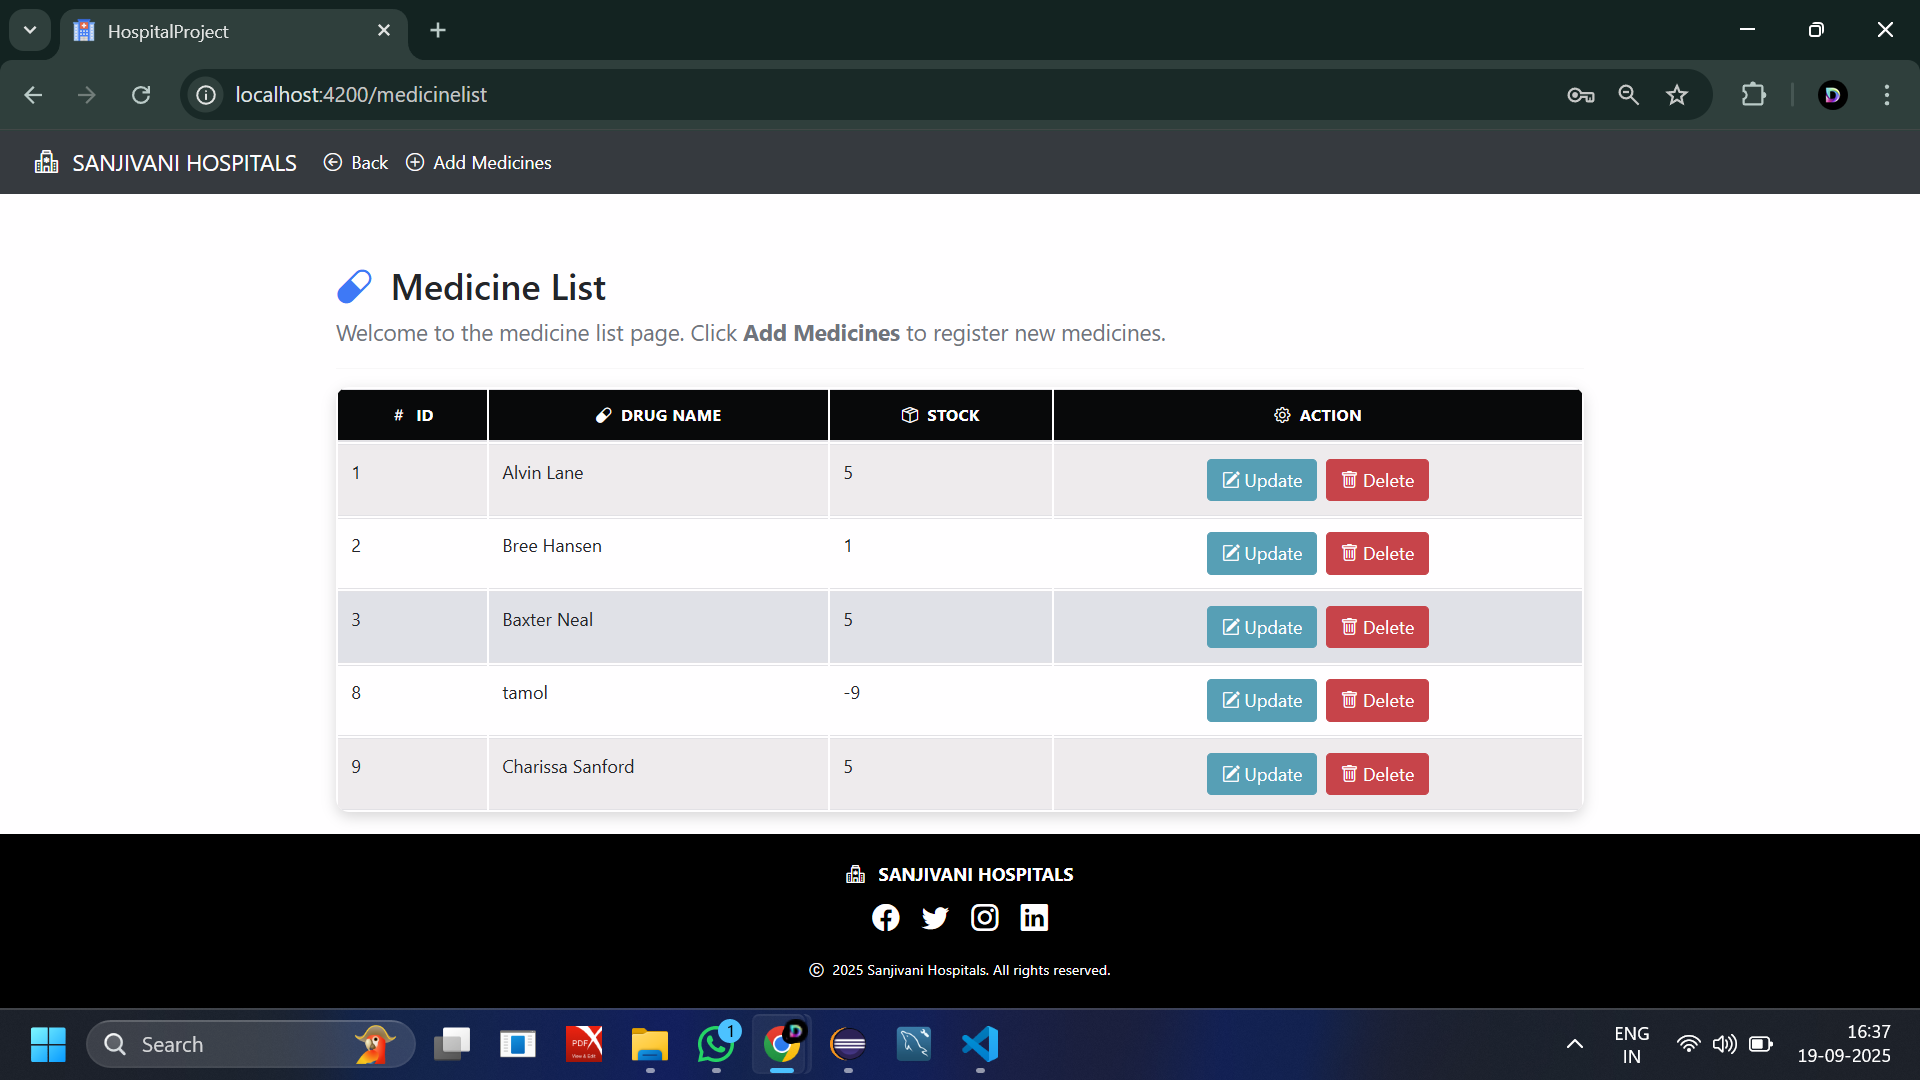 HospitalProject
localhost:4200/medicinelist
SANJIVANI HOSPITALS Back Add Medicines
Medicine List
Welcome to the medicine list page. Click Add Medicines to register new medicines.
# ID DRUG NAME STOCK ACTION
1 Alvin Lane 5 Update Delete
2 Bree Hansen 1 Update Delete
3 Baxter Neal 5 Update Delete
8 tamol -9 Update Delete
9 Charissa Sanford 5 Update Delete
SANJIVANI HOSPITALS
© 2025 Sanjivani Hospitals. All rights reserved.
Search
PDF X
View & Edit
1
D
D
ENG
IN
16:37
19-09-2025